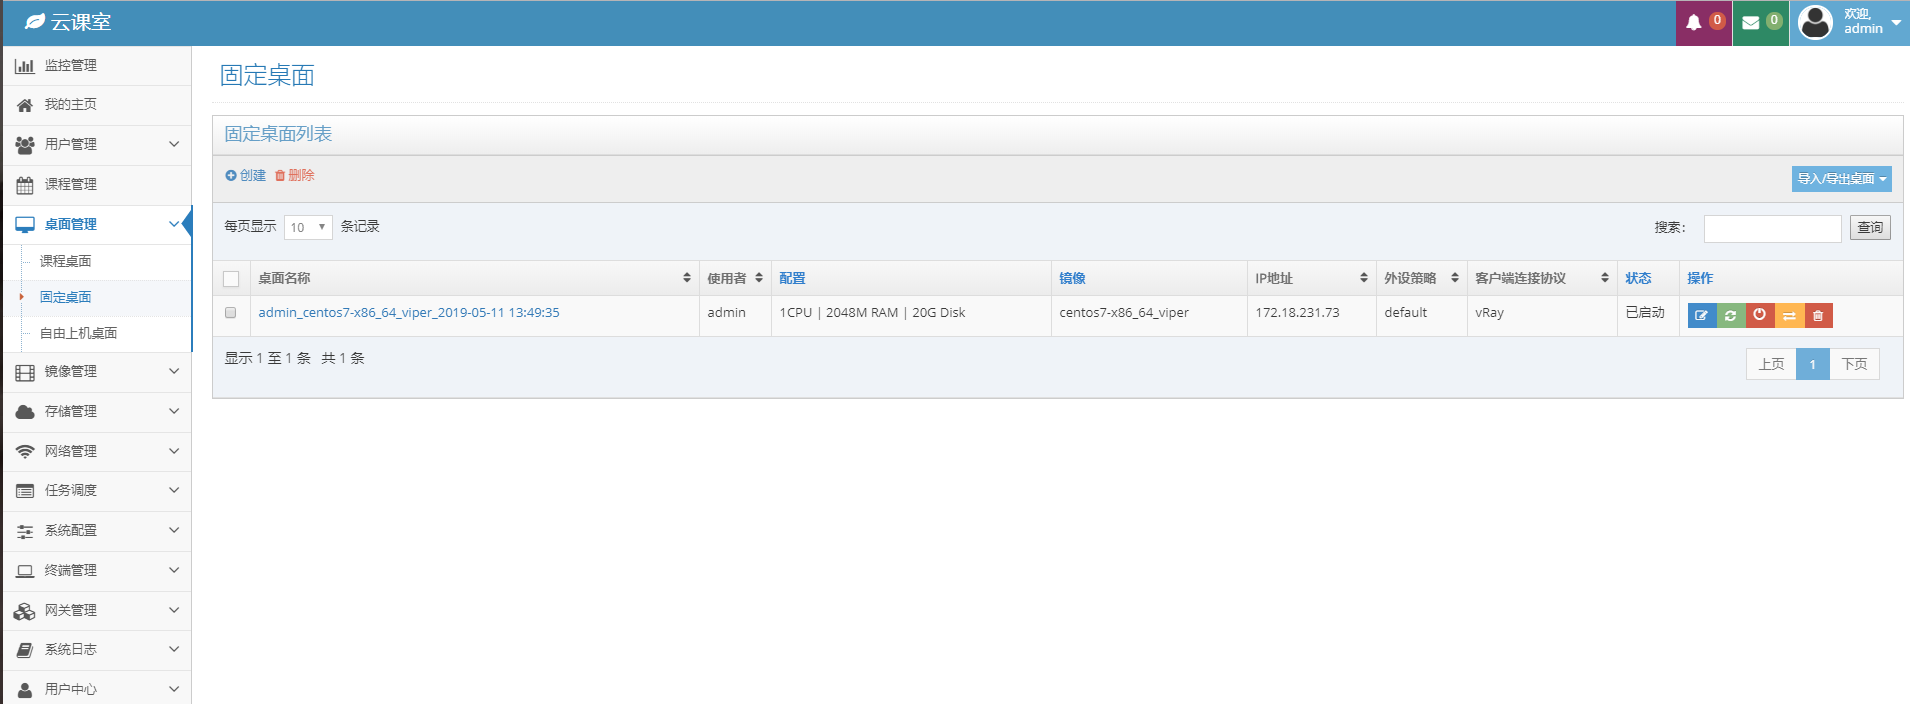 云课室
0
0
欢迎,
admin
监控管理
我的主页
用户管理
课程管理
桌面管理
课程桌面
固定桌面
自由上机桌面
镜像管理
存储管理
网络管理
任务调度
系统配置
终端管理
网关管理
系统日志
用户中心
固定桌面
固定桌面列表
创建 删除
导入/导出桌面
每页显示 10 条记录
搜索: 查询
桌面名称 使用者 配置 镜像 IP地址 外设策略 客户端连接协议 状态 操作
admin_centos7-x86_64_viper_2019-05-11 13:49:35 admin 1CPU | 2048M RAM | 20G Disk centos7-x86_64_viper 172.18.231.73 default vRay 已启动
显示 1 至 1 条 共 1 条
上页 1 下页